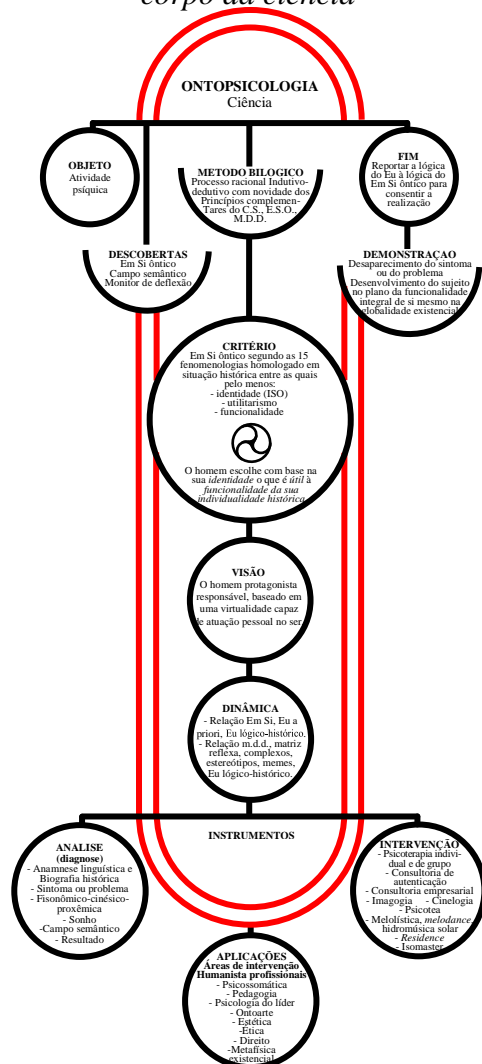 corpo da ciência
ONTOPSICOLOGIA
Ciência
OBJETO
Atividade
psíquica
METODO BILOGICO
Processo racional Indutivo-
dedutivo com novidade dos
Princípios complemen-
Tares do C.S., E.S.O.,
M.D.D.
FIM
Reportar a lógica
do Eu à lógica do
Em Si ôntico para
consentir a
realização
DESCOBERTAS
Em Si ôntico
Campo semântico
Monitor de deflexão
DEMONSTRAÇAO
Desaparecimento do sintoma
ou do problema
Desenvolvimento do sujeito
no plano da funcionalidade
integral de si mesmo na
globalidade existencial
CRITÉRIO
Em Si ôntico segundo as 15
fenomenologias homologado em
situação histórica entre as quais
pelo menos:
- identidade (ISO)
- utilitarismo
- funcionalidade
O homem escolhe com base na
sua identidade o que é útil à
funcionalidade da sua
individualidade histórica
VISÃO
O homem protagonista
responsável, baseado em
uma virtualidade capaz
de atuação pessoal no ser.
DINÂMICA
- Relação Em Si, Eu a
priori, Eu lógico-histórico.
- Relação m.d.d., matriz
reflexa, complexos,
estereótipos, memes,
Eu lógico-histórico.
INSTRUMENTOS
ANALISE
(diagnose)
- Anamnese linguística e
Biografia histórica
- Sintoma ou problema
- Fisonômico-cinésico-
proxêmica
- Sonho
-Campo semântico
- Resultado
INTERVENÇÃO
- Psicoterapia indivi-
dual e de grupo
- Consultoria de
autenticação
- Consultoria empresarial
- Imagogia - Cinelogia
- Psicotea
- Melolística, melodance,
hidromúsica solar
- Residence
- Isomaster
APLICAÇÕES
Áreas de intervenção
Humanista profissionais
- Psicossomática
- Pedagogia
- Psicologia do líder
- Ontoarte
- Estética
-Ética
- Direito
-Metafísica
existencial